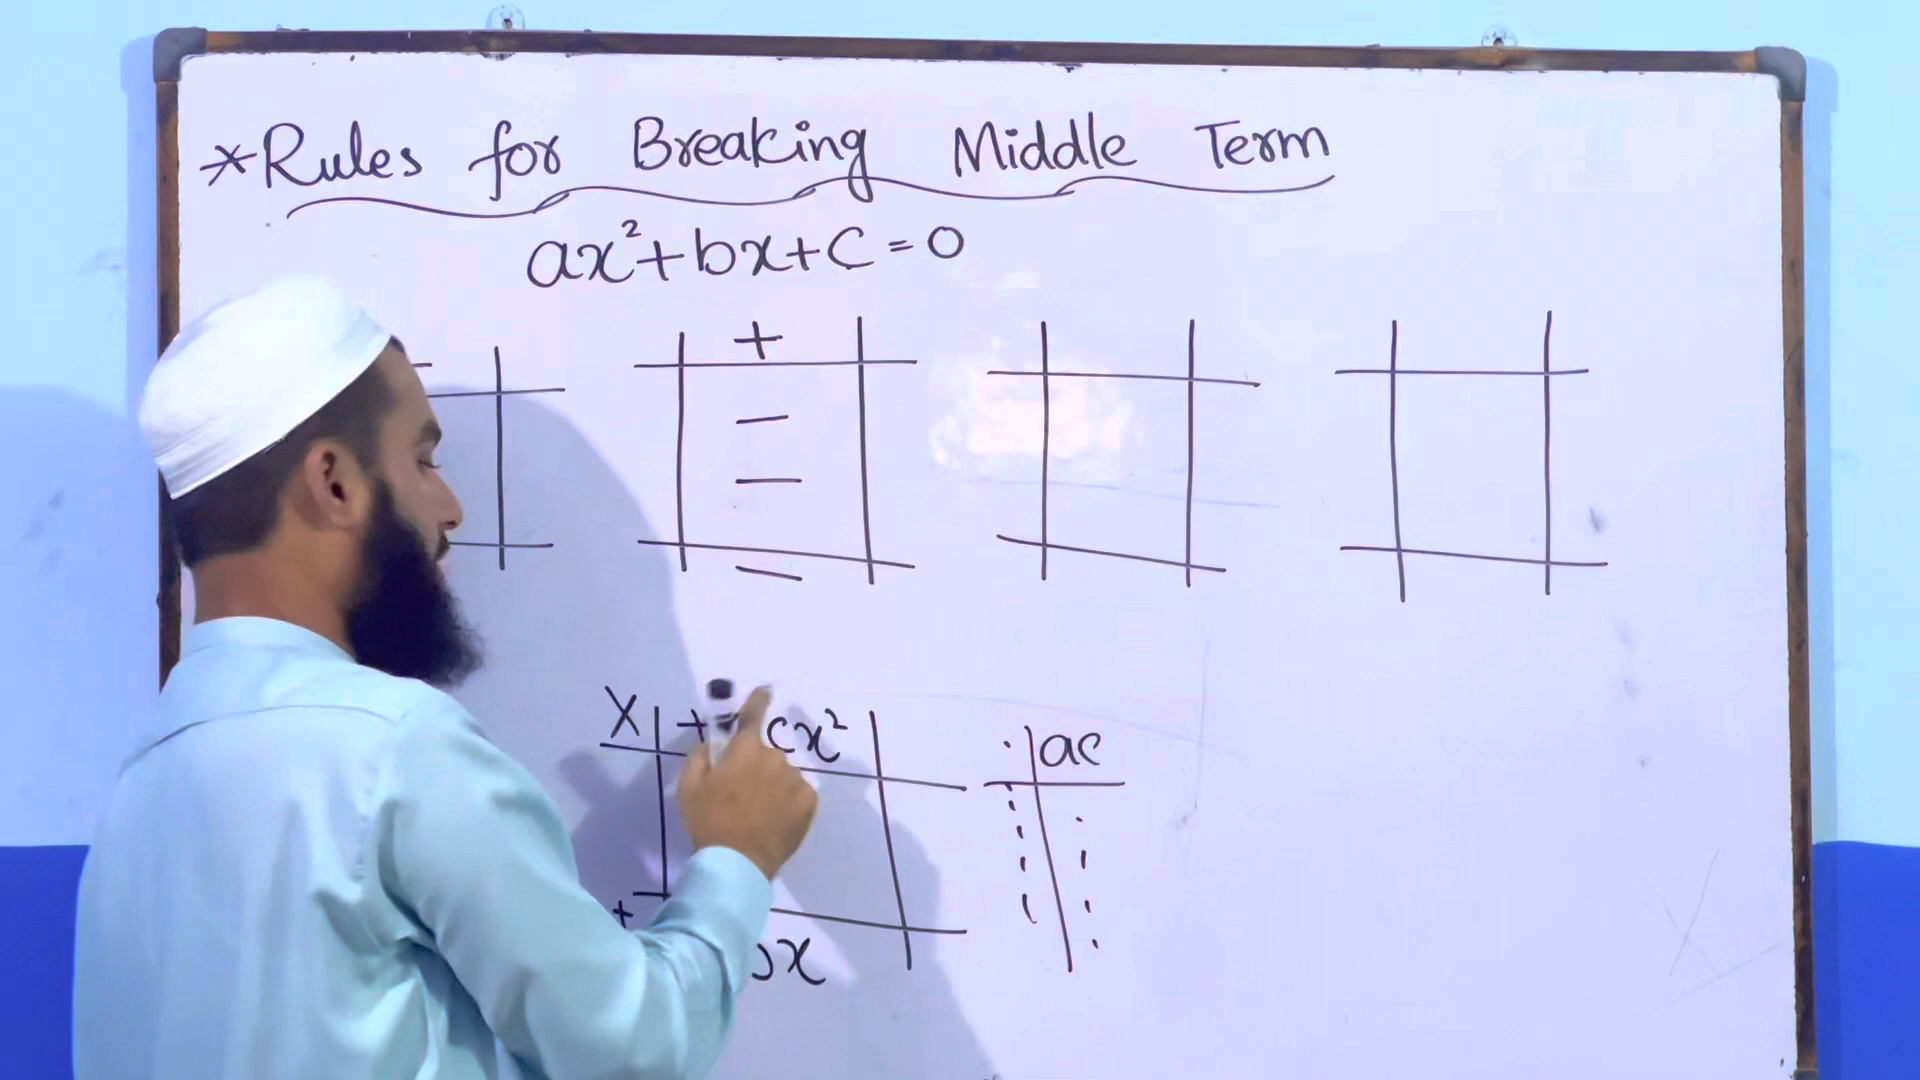 *Rules for Breaking Middle Term
ax²+bx+c=0
+
−
−
−
X + cx² ac
+ x